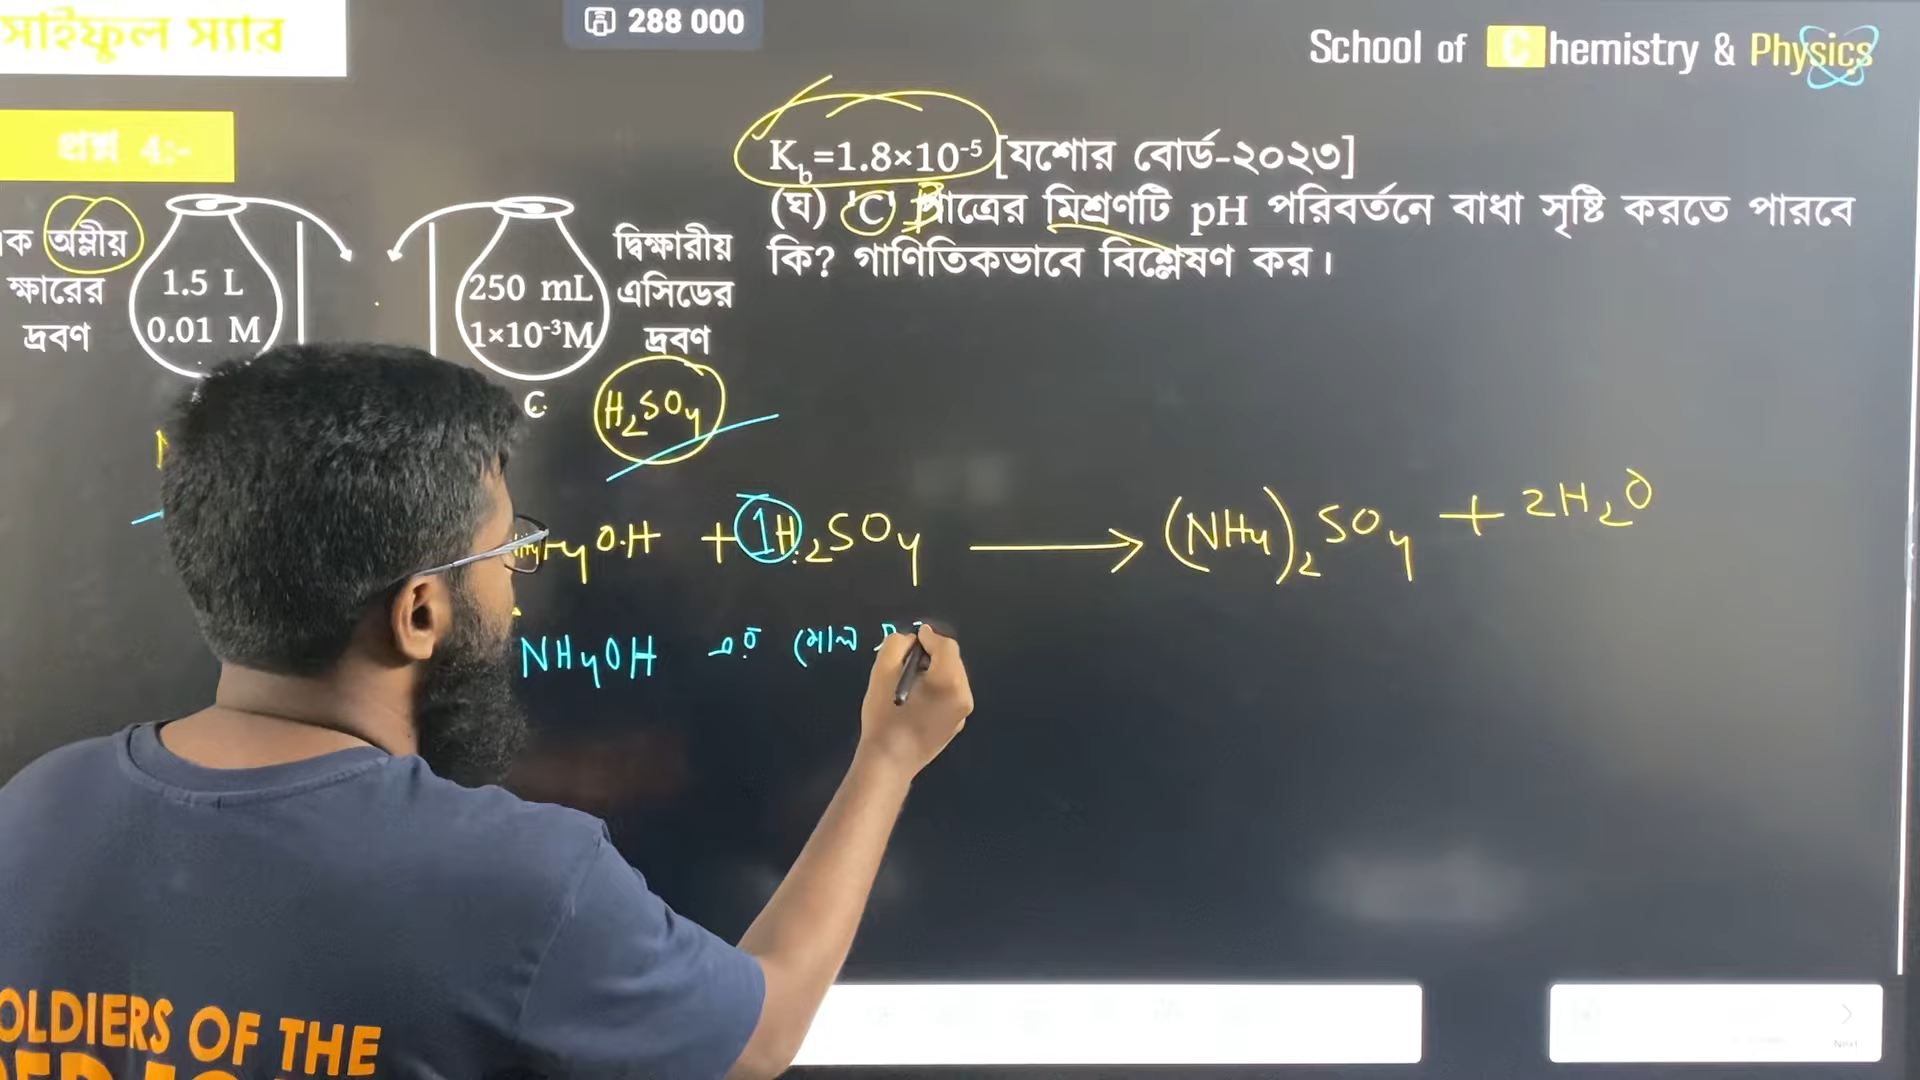 সাইফুল স্যার
288 000
School of Chemistry & Physics
প্রশ্ন 4:-
K_b=1.8×10⁻⁵ [যশোর বোর্ড-২০২৩]
(ঘ) 'C' পাত্রের মিশ্রণটি pH পরিবর্তনে বাধা সৃষ্টি করতে পারবে
কি? গাণিতিকভাবে বিশ্লেষণ কর।
ক অম্লীয়
ক্ষারের
দ্রবণ
1.5 L
0.01 M
250 mL
1×10⁻³M
C
দ্বিক্ষারীয়
এসিডের
দ্রবণ
H₂SO₄
OH + 1H₂SO₄ ⟶ (NH₄)₂SO₄ + 2H₂O
NH₄OH এর মোল
OLDIERS OF THE
Next